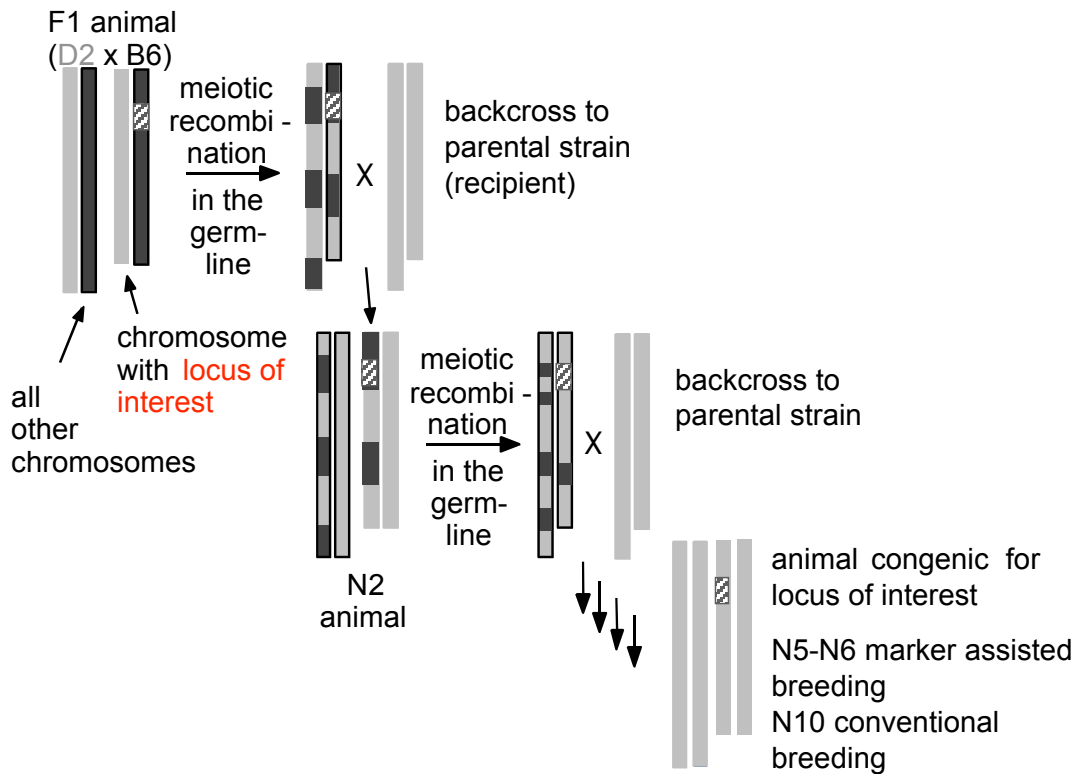 F1 animal
(D2 x B6)
meiotic
recombi -
nation
in the
germ-
line
X
backcross to
parental strain
(recipient)
chromosome
with locus of
interest
all
other
chromosomes
N2
animal
meiotic
recombi -
nation
in the
germ-
line
X
backcross to
parental strain
animal congenic for
locus of interest
N5-N6 marker assisted
breeding
N10 conventional
breeding